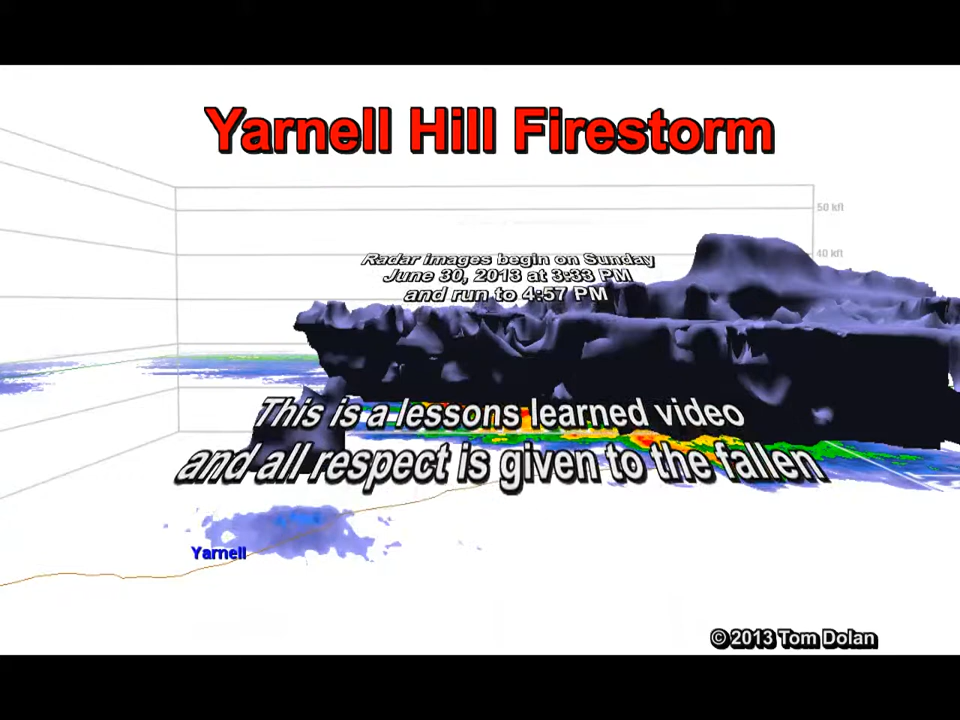 Yarnell Hill Firestorm
50 kft
40 kft
Radar images begin on Sunday
June 30, 2013 at 3:33 PM
and run to 4:57 PM
This is a lessons learned video
and all respect is given to the fallen
Yarnell
© 2013 Tom Dolan